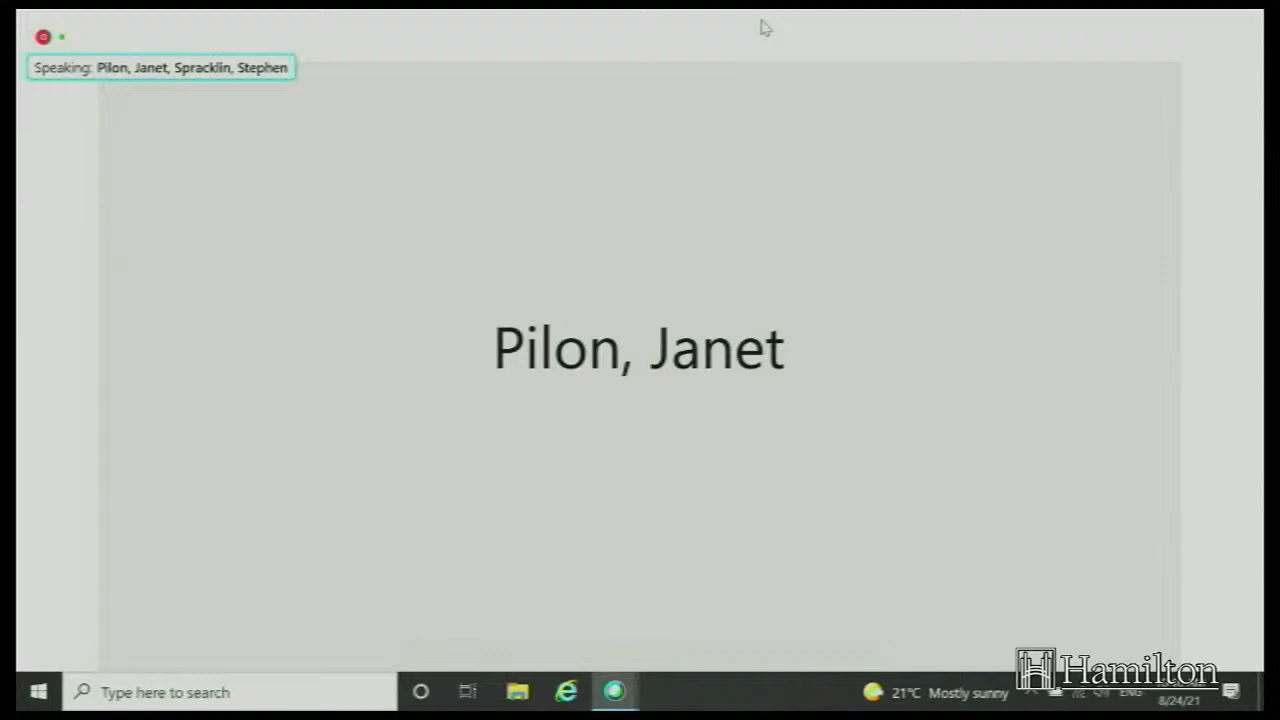 Speaking: Pilon, Janet, Spracklin, Stephen
Pilon, Janet
Type here to search
21°C Mostly sunny
ENG
8/24/21
Hamilton